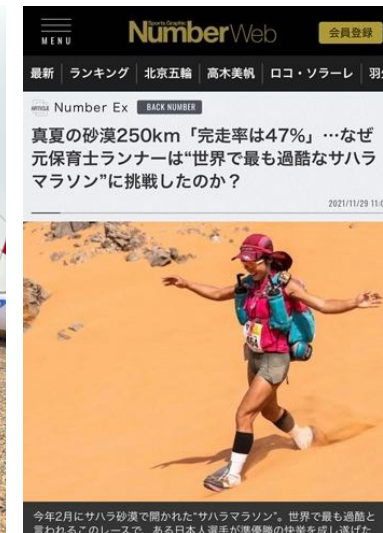 MENU
Sports Graphic
NumberWeb
会員登録
最新
ランキング
北京五輪
高木美帆
ロコ・ソラーレ
ARTICLE
Number Ex
BACK NUMBER
真夏の砂漠250km「完走率は47%」…なぜ
元保育士ランナーは“世界で最も過酷なサハラ
マラソン”に挑戦したのか？
2021/11/29
今年2月にサハラ砂漠で開かれた“サハラマラソン”。世界で最も過酷と
言われるこのレースで、ある日本人選手が準優勝の快挙を成し遂げた